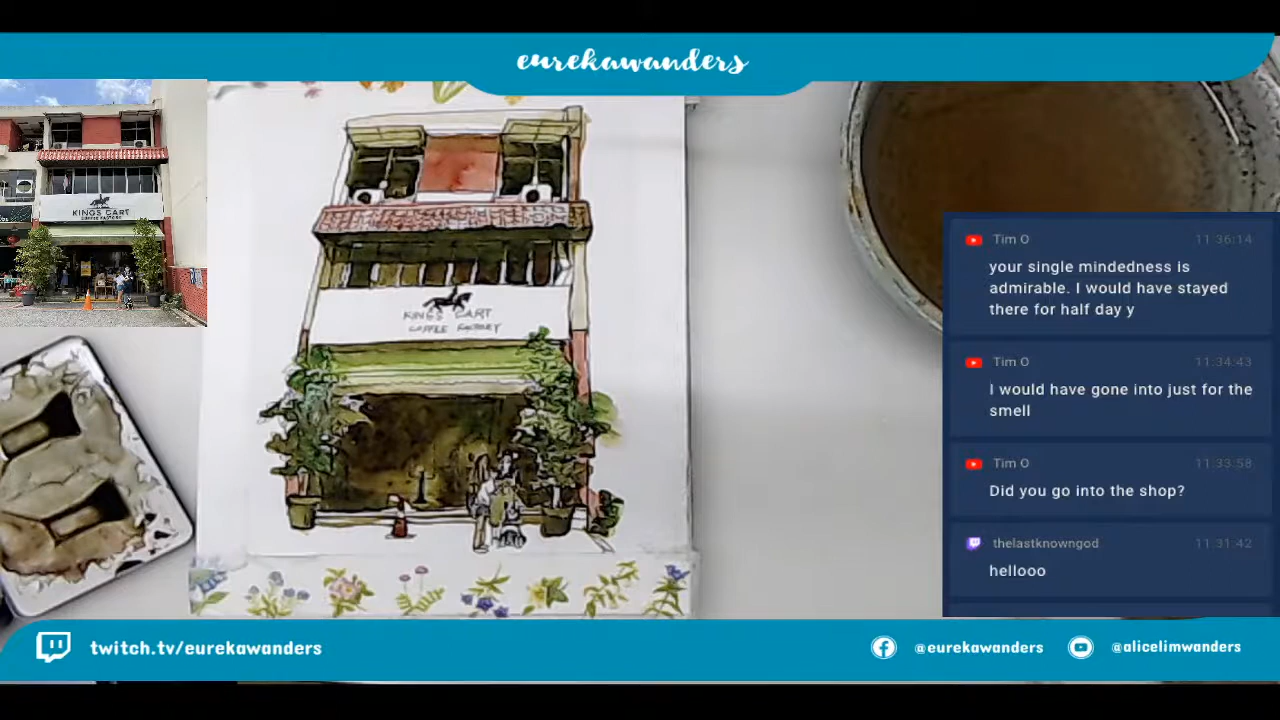 eurekawanders
KINGS CART
COFFEE FACTORY
KINGS CART
COFFEE FACTORY
Tim O 11:36:14
your single mindedness is
admirable. I would have stayed
there for half day y
Tim O 11:34:43
I would have gone into just for the
smell
Tim O 11:33:58
Did you go into the shop?
thelastknowngod 11:31:42
hellooo
twitch.tv/eurekawanders
@eurekawanders
@alicelimwanders